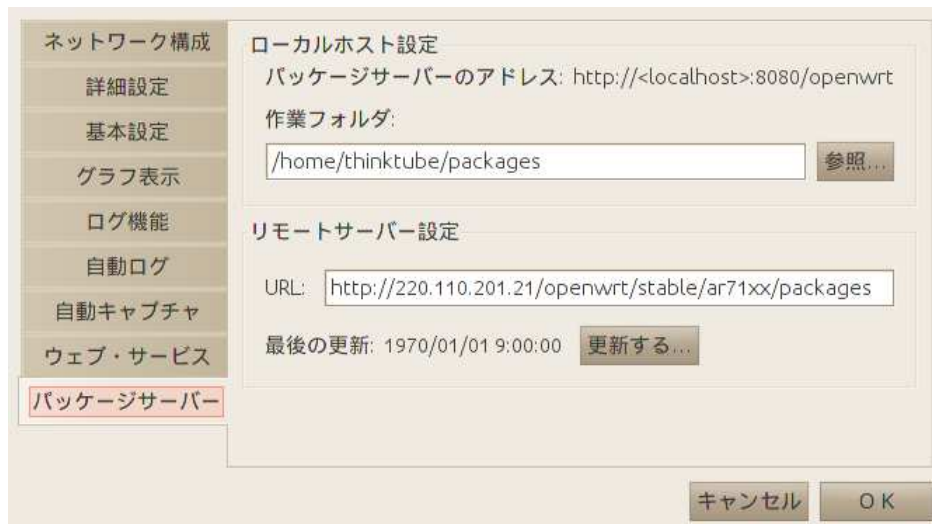 ネットワーク構成
詳細設定
基本設定
グラフ表示
ログ機能
自動ログ
自動キャプチャ
ウェブ・サービス
パッケージサーバー
ローカルホスト設定
パッケージサーバーのアドレス: http://<localhost>:8080/openwrt
作業フォルダ:
/home/thinktube/packages
参照...
リモートサーバー設定
URL: http://220.110.201.21/openwrt/stable/ar71xx/packages
最後の更新: 1970/01/01 9:00:00 更新する...
キャンセル OK